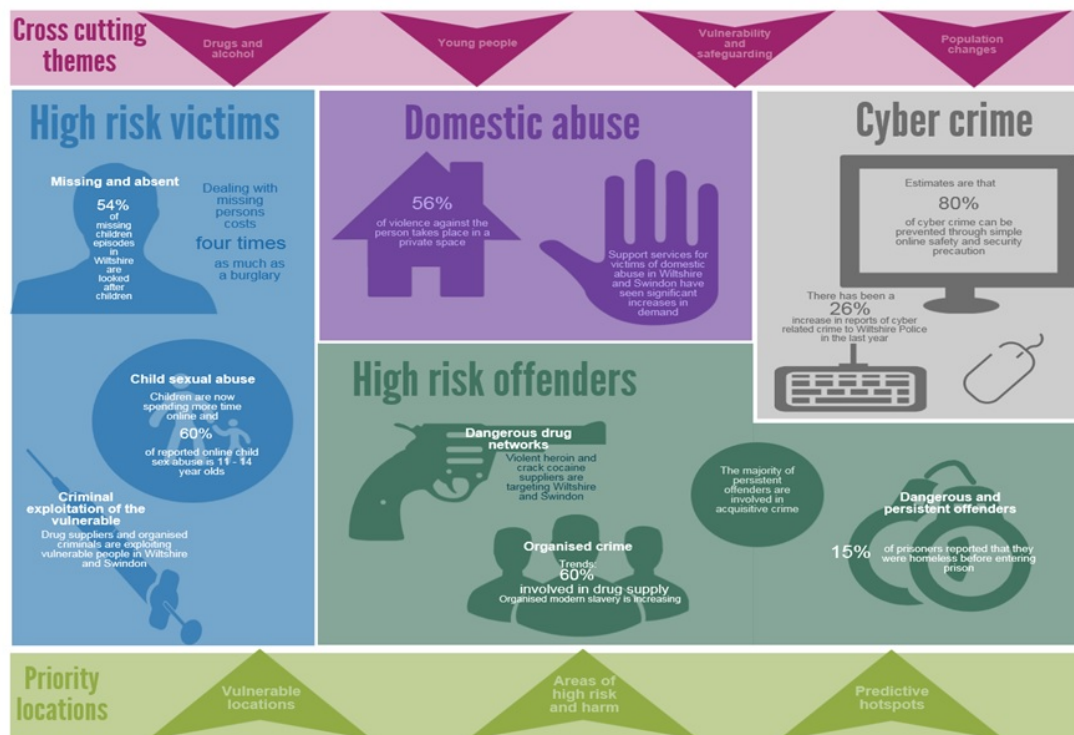 Cross cutting
themes
Drugs and
alcohol
Young people
Vulnerability
and
safeguarding
Population
changes
High risk victims
Missing and absent
54%
of
missing
children
episodes
in
Wiltshire
are
looked
after
children
Dealing with
missing
persons
costs
four times
as much as
a burglary
Child sexual abuse
Children are now
spending more time
online and
60%
of reported online child
sex abuse is 11 - 14
year olds
Criminal
exploitation of the
vulnerable
Drug suppliers and organised
criminals are exploiting
vulnerable people in Wiltshire
and Swindon
Domestic abuse
56%
of violence against the
person takes place in a
private space
Support services for
victims of domestic
abuse in Wiltshire
and Swindon have
seen significant
increases in
demand
Cyber crime
Estimates are that
80%
of cyber crime can be
prevented through simple
online safety and security
precaution
There has been a
26%
increase in reports of cyber
related crime to Wiltshire Police
in the last year
High risk offenders
Dangerous drug
networks
Violent heroin and
crack cocaine
suppliers are
targeting Wiltshire
and Swindon
Organised crime
Trends:
60%
involved in drug supply
Organised modern slavery is increasing
The majority of
persistent
offenders are
involved in
acquisitive crime
Dangerous and
persistent offenders
15% of prisoners reported that they
were homeless before entering
prison
Priority
locations
Vulnerable
locations
Areas of
high risk
and harm
Predictive
hotspots